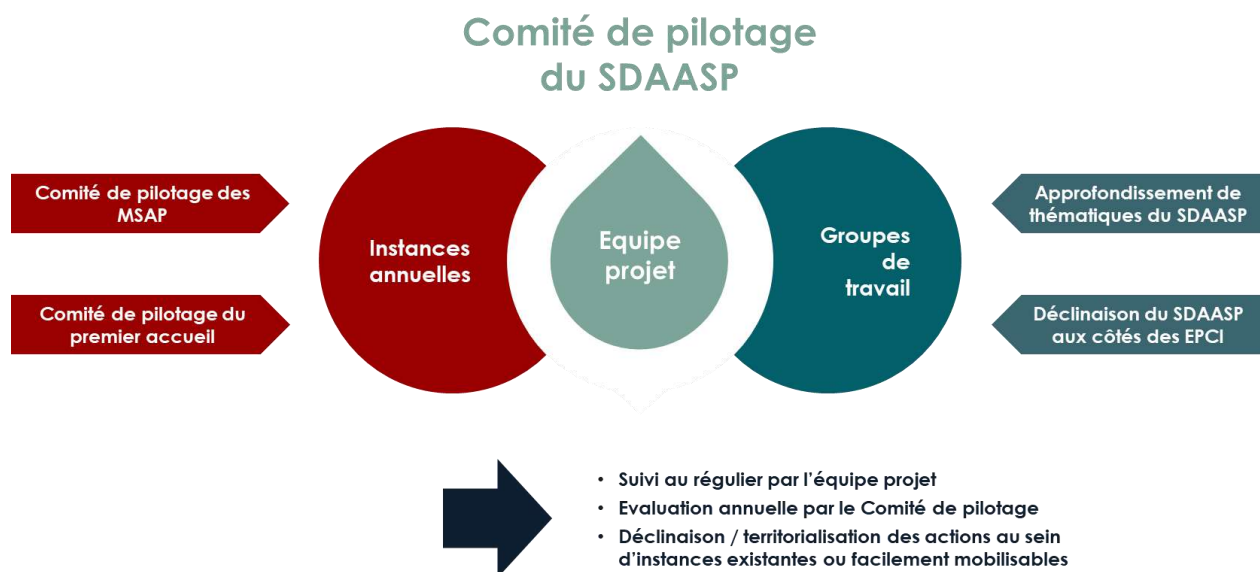 Comité de pilotage
du SDAASP
Comité de pilotage des
MSAP
Comité de pilotage du
premier accueil
Instances
annuelles
Equipe
projet
Groupes
de
travail
Approfondissement de
thématiques du SDAASP
Déclinaison du SDAASP
aux côtés des EPCI
• Suivi au régulier par l'équipe projet
• Evaluation annuelle par le Comité de pilotage
• Déclinaison / territorialisation des actions au sein
d'instances existantes ou facilement mobilisables